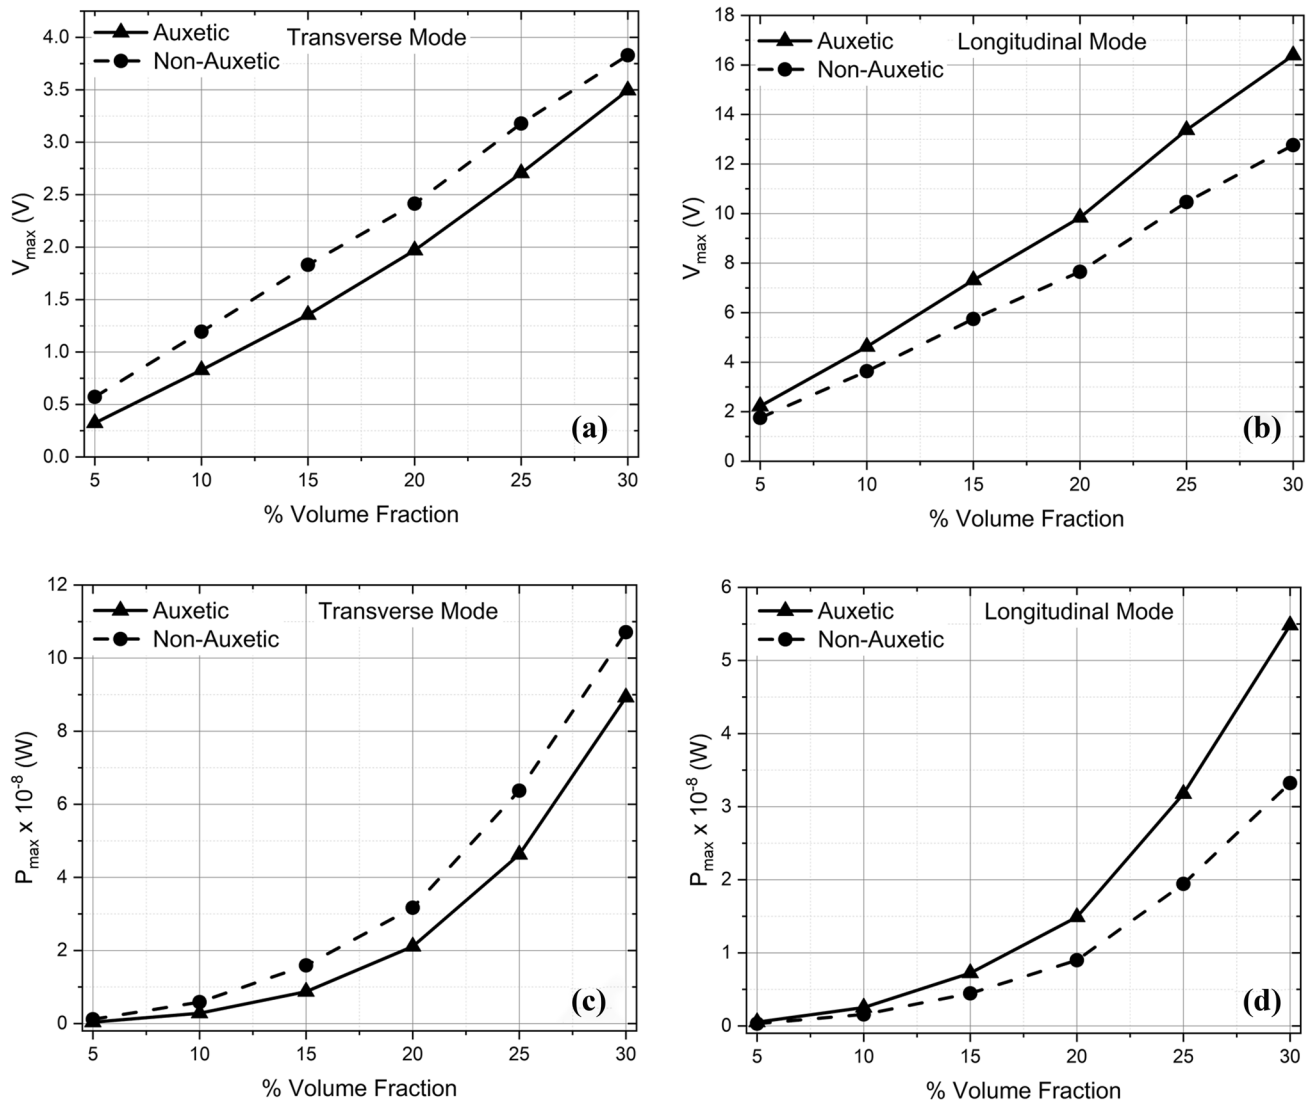 Auxetic
Non-Auxetic
Transverse Mode
4.0
3.5
3.0
2.5
2.0
1.5
1.0
0.5
0.0
V_max (V)
(a)
5 10 15 20 25 30
% Volume Fraction
Auxetic
Non-Auxetic
Longitudinal Mode
18
16
14
12
10
8
6
4
2
0
V_max (V)
(b)
5 10 15 20 25 30
% Volume Fraction
Auxetic
Non-Auxetic
Transverse Mode
12
10
8
6
4
2
0
P_max x 10^-8 (W)
(c)
5 10 15 20 25 30
% Volume Fraction
Auxetic
Non-Auxetic
Longitudinal Mode
6
5
4
3
2
1
0
P_max x 10^-8 (W)
(d)
5 10 15 20 25 30
% Volume Fraction